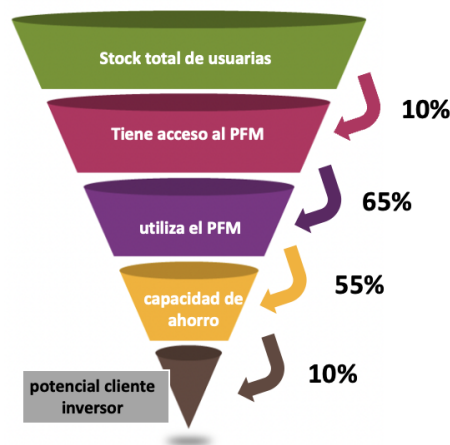 Stock total de usuarias
10%
Tiene acceso al PFM
65%
utiliza el PFM
55%
capacidad de
ahorro
10%
potencial cliente
inversor